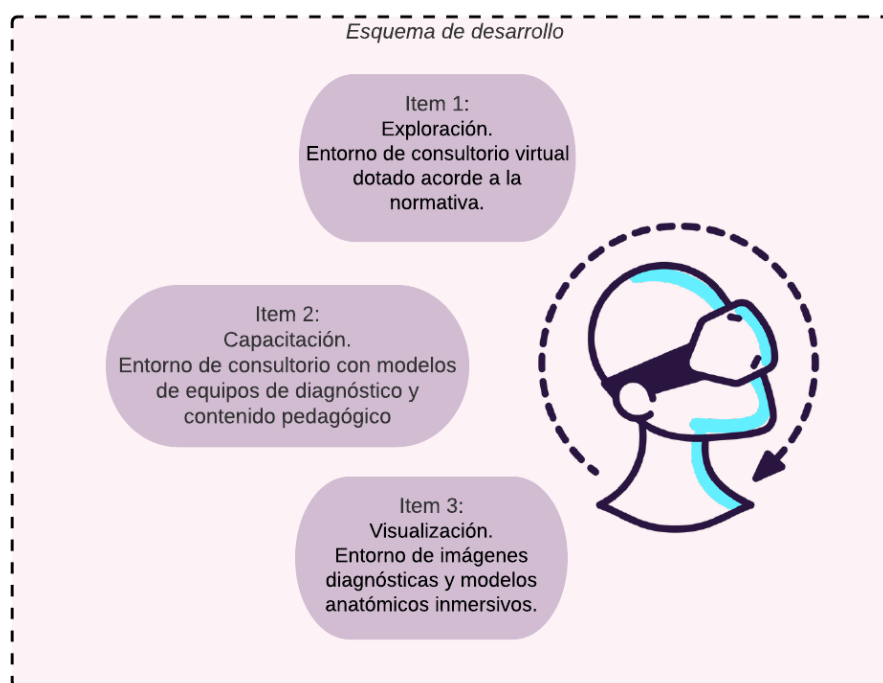 Esquema de desarrollo
Item 1:
Exploración.
Entorno de consultorio virtual
dotado acorde a la
normativa.
Item 2:
Capacitación.
Entorno de consultorio con modelos
de equipos de diagnóstico y
contenido pedagógico
Item 3:
Visualización.
Entorno de imágenes
diagnósticas y modelos
anatómicos inmersivos.